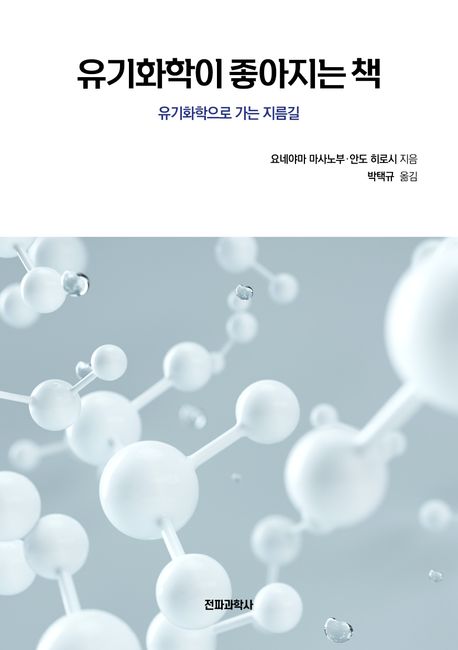 유기화학이 좋아지는 책
유기화학으로 가는 지름길
요네야마 마사노부·안도 히로시 지음
박택규 옮김
전파과학사